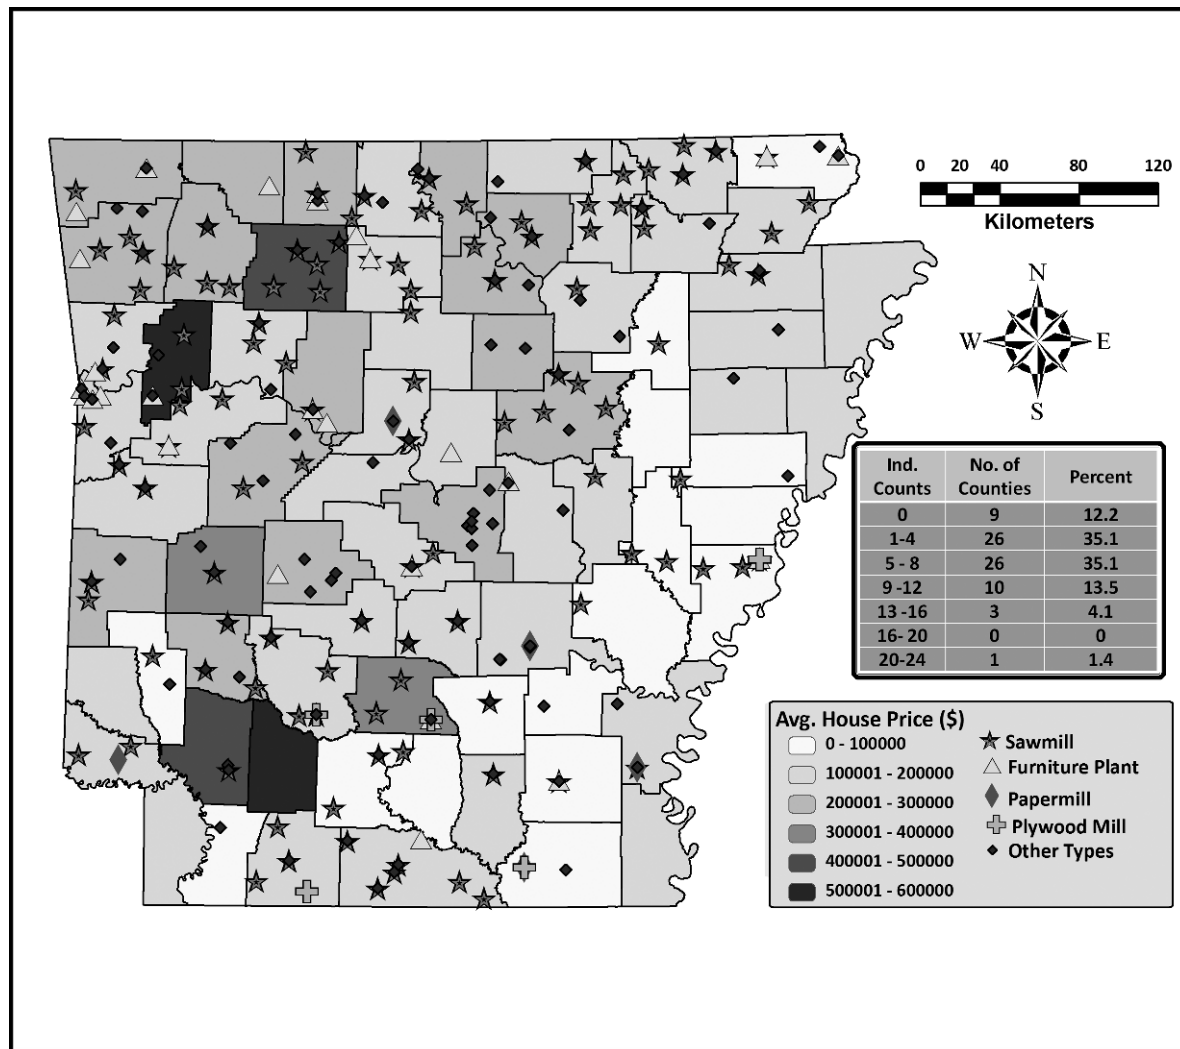 0 20 40 80 120
Kilometers
N
W E
S
Ind. Counts No. of Counties Percent
0 9 12.2
1-4 26 35.1
5 - 8 26 35.1
9 -12 10 13.5
13 -16 3 4.1
16- 20 0 0
20-24 1 1.4
Avg. House Price ($)
0 - 100000
100001 - 200000
200001 - 300000
300001 - 400000
400001 - 500000
500001 - 600000
Sawmill
Furniture Plant
Papermill
Plywood Mill
Other Types